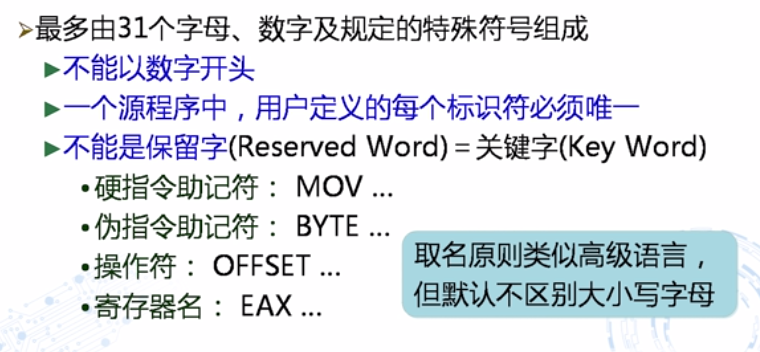 ➢最多由31个字母、数字及规定的特殊符号组成
►不能以数字开头
►一个源程序中，用户定义的每个标识符必须唯一
►不能是保留字(Reserved Word)＝关键字(Key Word)
•硬指令助记符： MOV ...
•伪指令助记符： BYTE ...
•操作符： OFFSET ...
•寄存器名： EAX ...
取名原则类似高级语言，
但默认不区别大小写字母